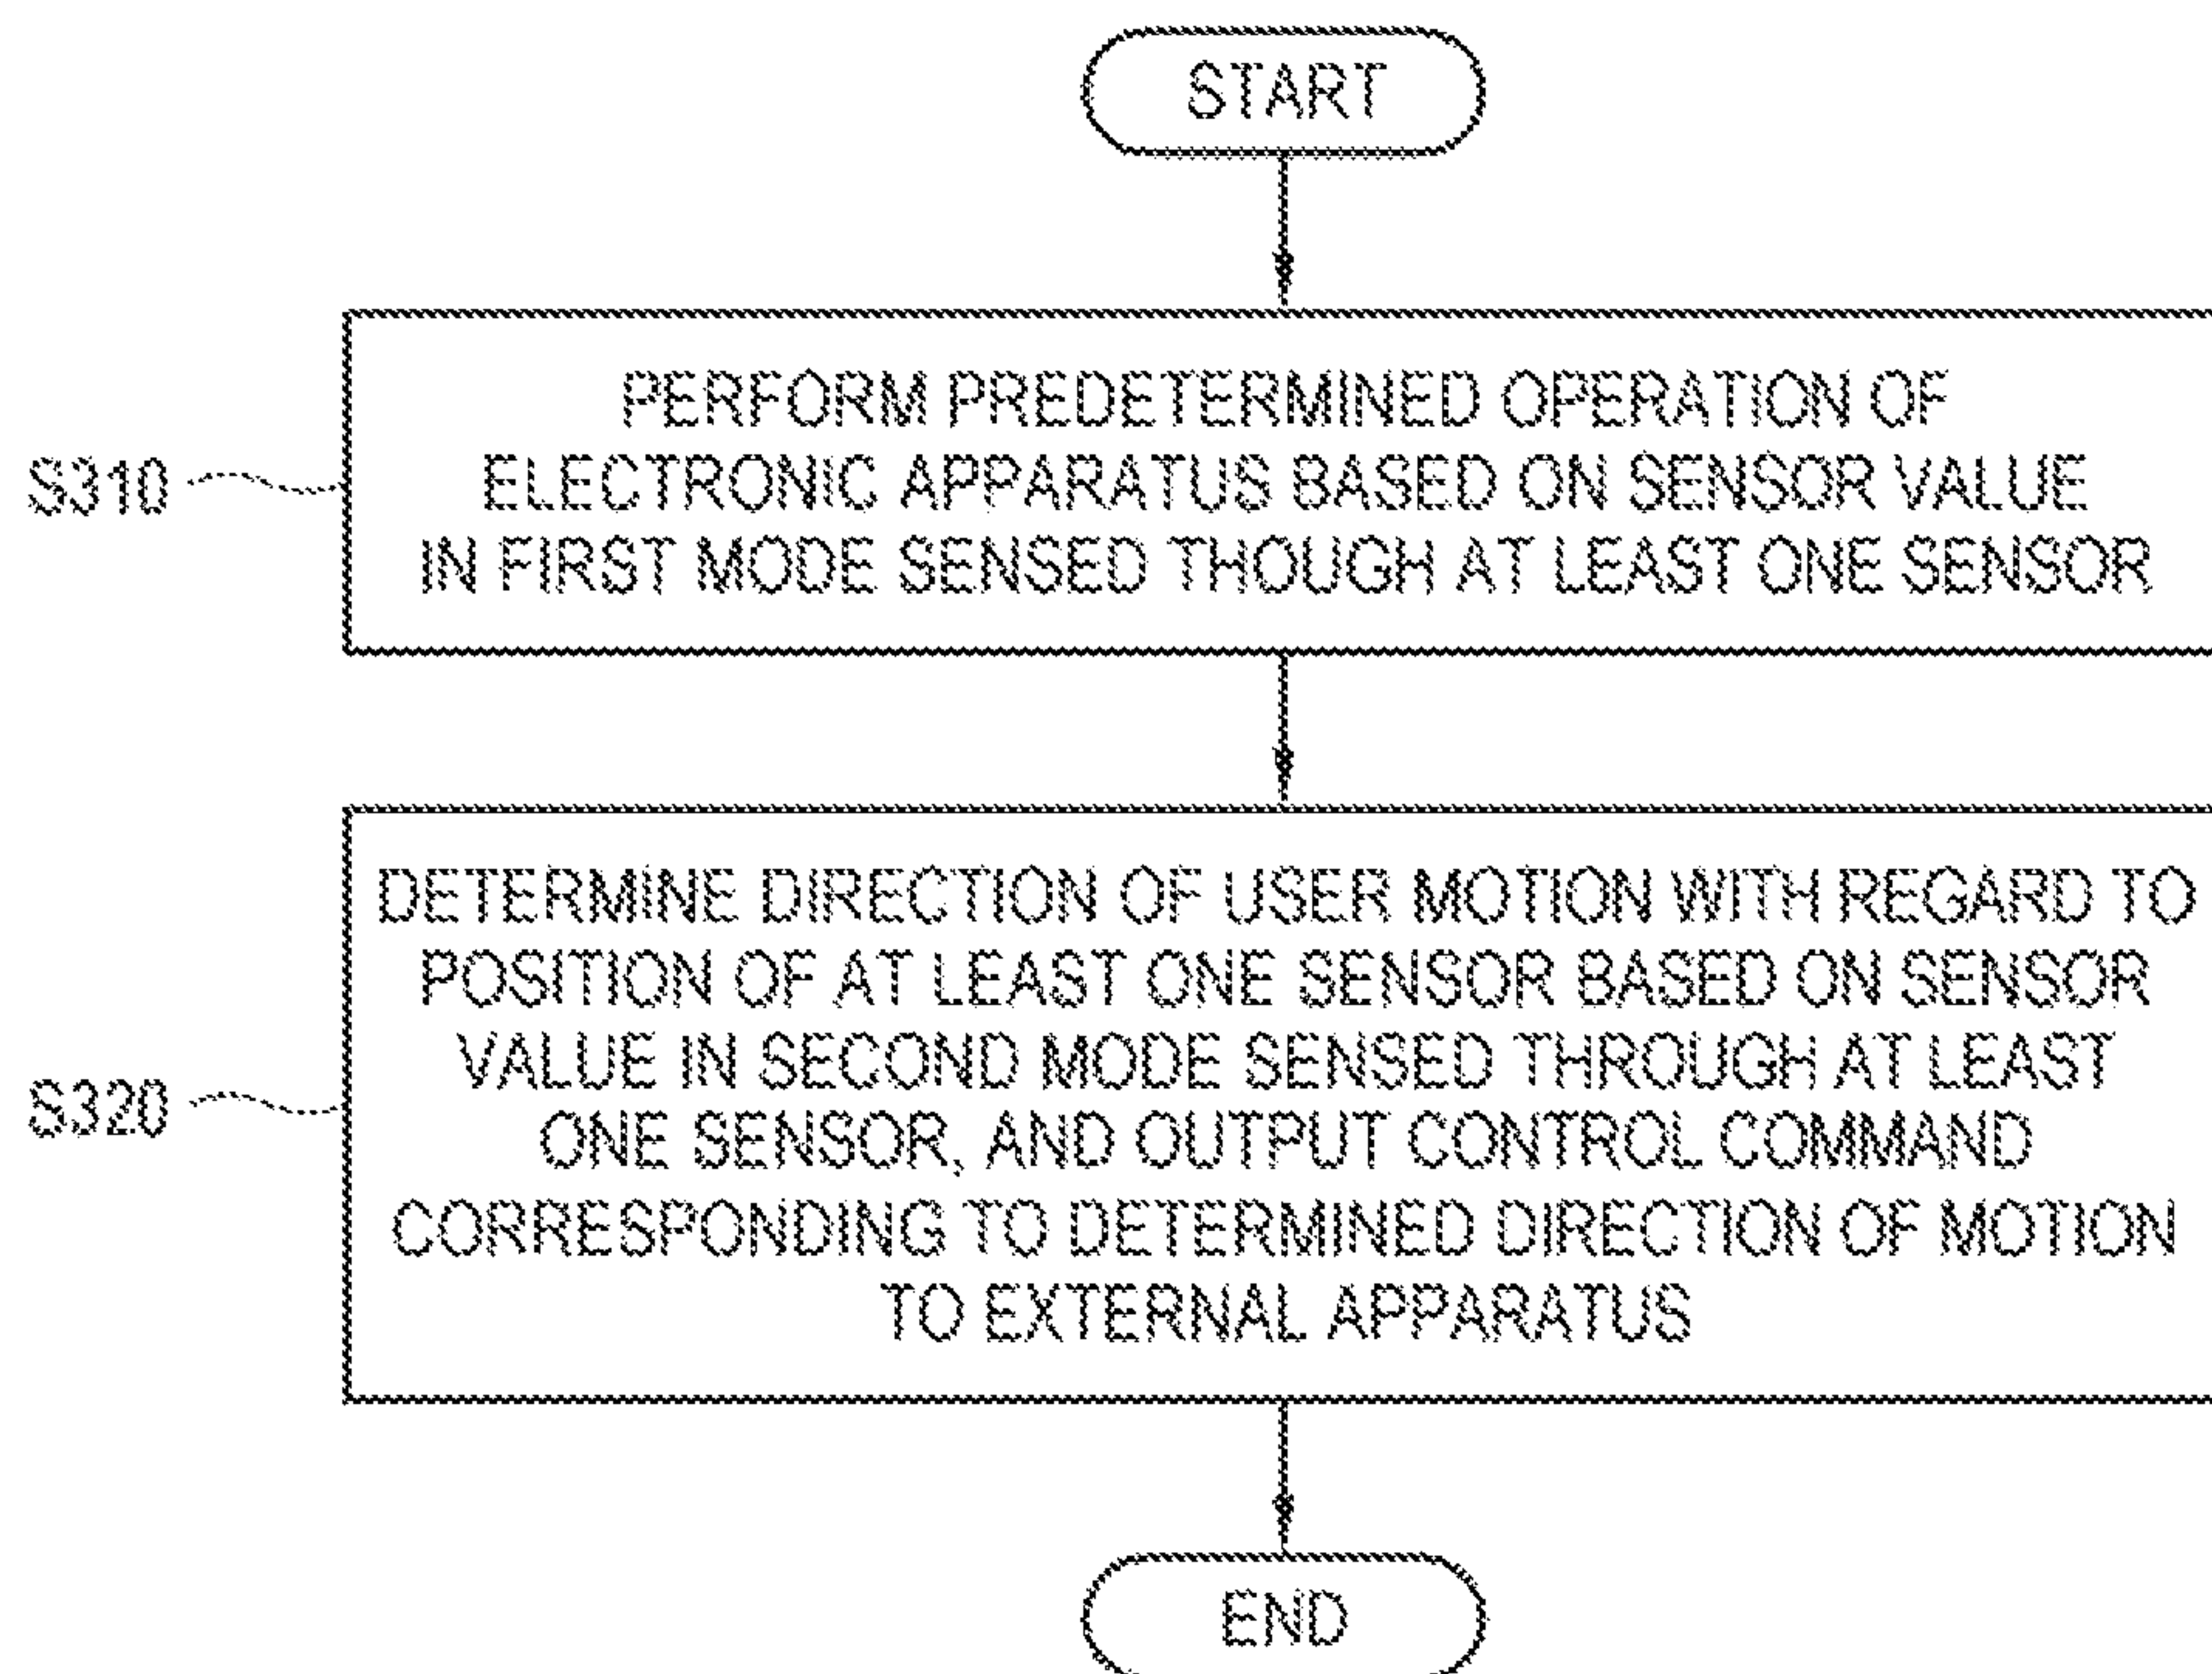 START
S310
PERFORM PREDETERMINED OPERATION OF
ELECTRONIC APPARATUS BASED ON SENSOR VALUE
IN FIRST MODE SENSED THOUGH AT LEAST ONE SENSOR
S320
DETERMINE DIRECTION OF USER MOTION WITH REGARD TO
POSITION OF AT LEAST ONE SENSOR BASED ON SENSOR
VALUE IN SECOND MODE SENSED THROUGH AT LEAST
ONE SENSOR, AND OUTPUT CONTROL COMMAND
CORRESPONDING TO DETERMINED DIRECTION OF MOTION
TO EXTERNAL APPARATUS
END